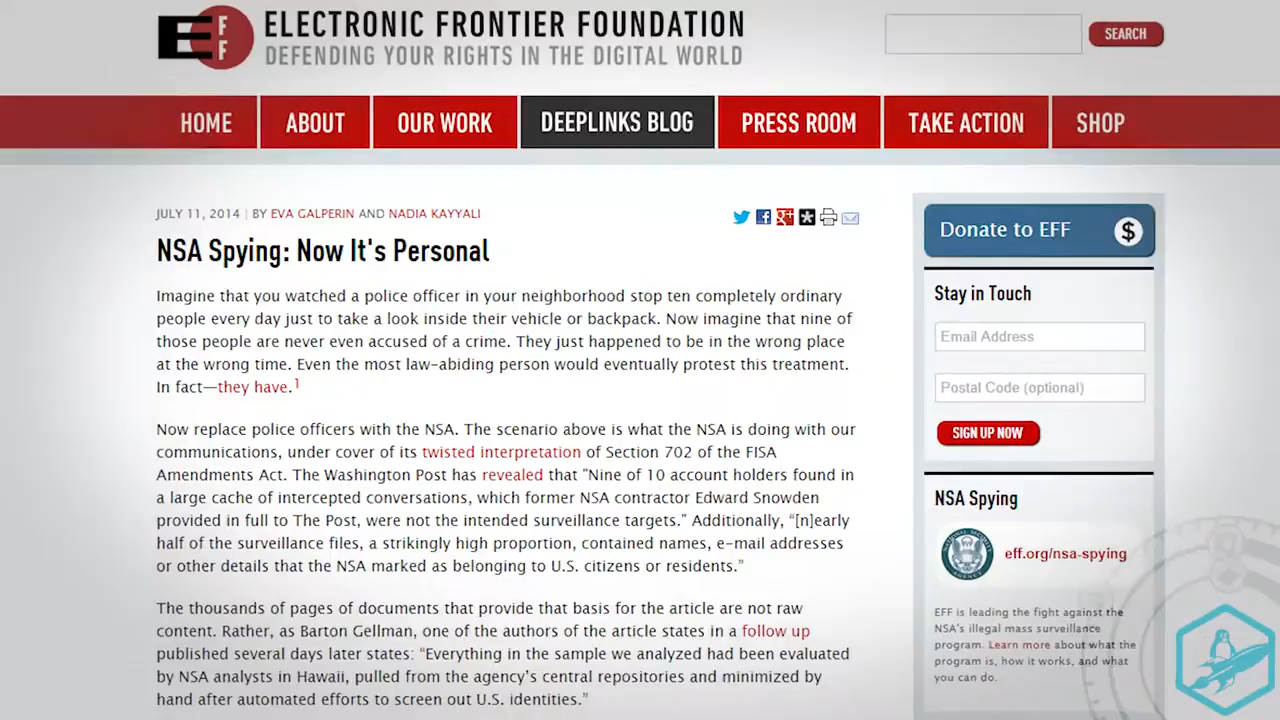 E F F
ELECTRONIC FRONTIER FOUNDATION
DEFENDING YOUR RIGHTS IN THE DIGITAL WORLD
SEARCH
HOME
ABOUT
OUR WORK
DEEPLINKS BLOG
PRESS ROOM
TAKE ACTION
SHOP
JULY 11, 2014 | BY EVA GALPERIN AND NADIA KAYYALI
NSA Spying: Now It's Personal
Imagine that you watched a police officer in your neighborhood stop ten completely ordinary
people every day just to take a look inside their vehicle or backpack. Now imagine that nine of
those people are never even accused of a crime. They just happened to be in the wrong place
at the wrong time. Even the most law-abiding person would eventually protest this treatment.
In fact—they have.1
Now replace police officers with the NSA. The scenario above is what the NSA is doing with our
communications, under cover of its twisted interpretation of Section 702 of the FISA
Amendments Act. The Washington Post has revealed that "Nine of 10 account holders found in
a large cache of intercepted conversations, which former NSA contractor Edward Snowden
provided in full to The Post, were not the intended surveillance targets.” Additionally, “[n]early
half of the surveillance files, a strikingly high proportion, contained names, e-mail addresses
or other details that the NSA marked as belonging to U.S. citizens or residents.”
The thousands of pages of documents that provide that basis for the article are not raw
content. Rather, as Barton Gellman, one of the authors of the article states in a follow up
published several days later states: “Everything in the sample we analyzed had been evaluated
by NSA analysts in Hawaii, pulled from the agency’s central repositories and minimized by
hand after automated efforts to screen out U.S. identities.”
Donate to EFF $
Stay in Touch
Email Address
Postal Code (optional)
SIGN UP NOW
NSA Spying
eff.org/nsa-spying
EFF is leading the fight against the
NSA's illegal mass surveillance
program. Learn more about what the
program is, how it works, and what
you can do.